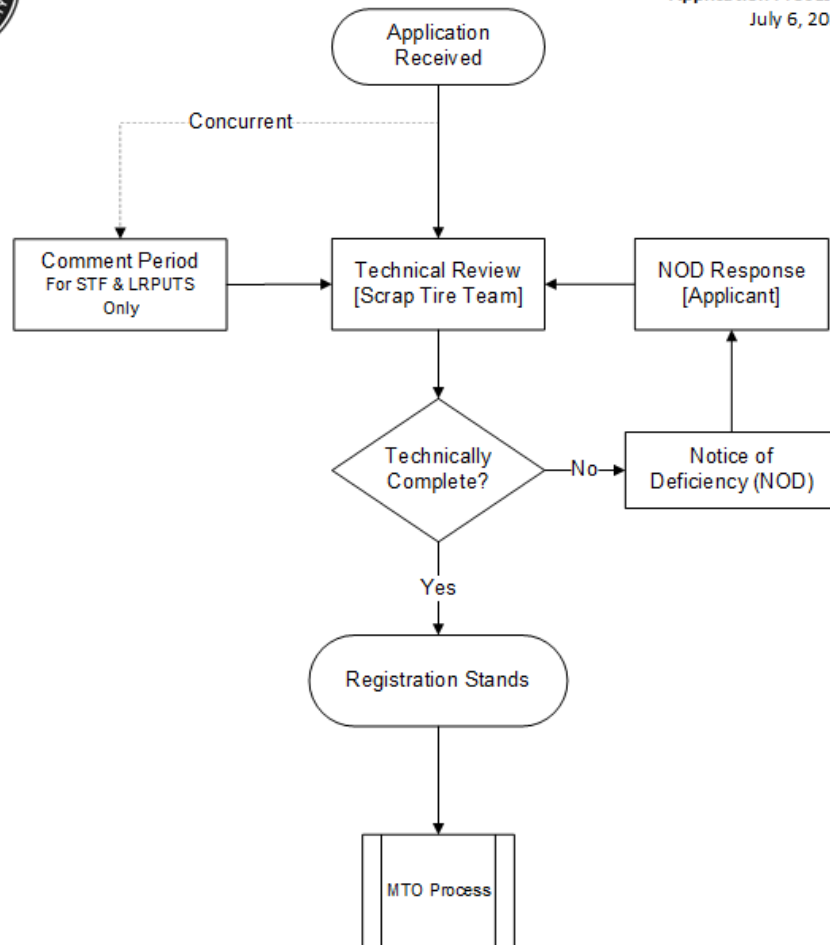 July 6, 20
Application
Received
Concurrent
Comment Period
For STF & LRPUTS
Only
Technical Review
[Scrap Tire Team]
NOD Response
[Applicant]
Technically
Complete?
No
Notice of
Deficiency (NOD)
Yes
Registration Stands
MTO Process